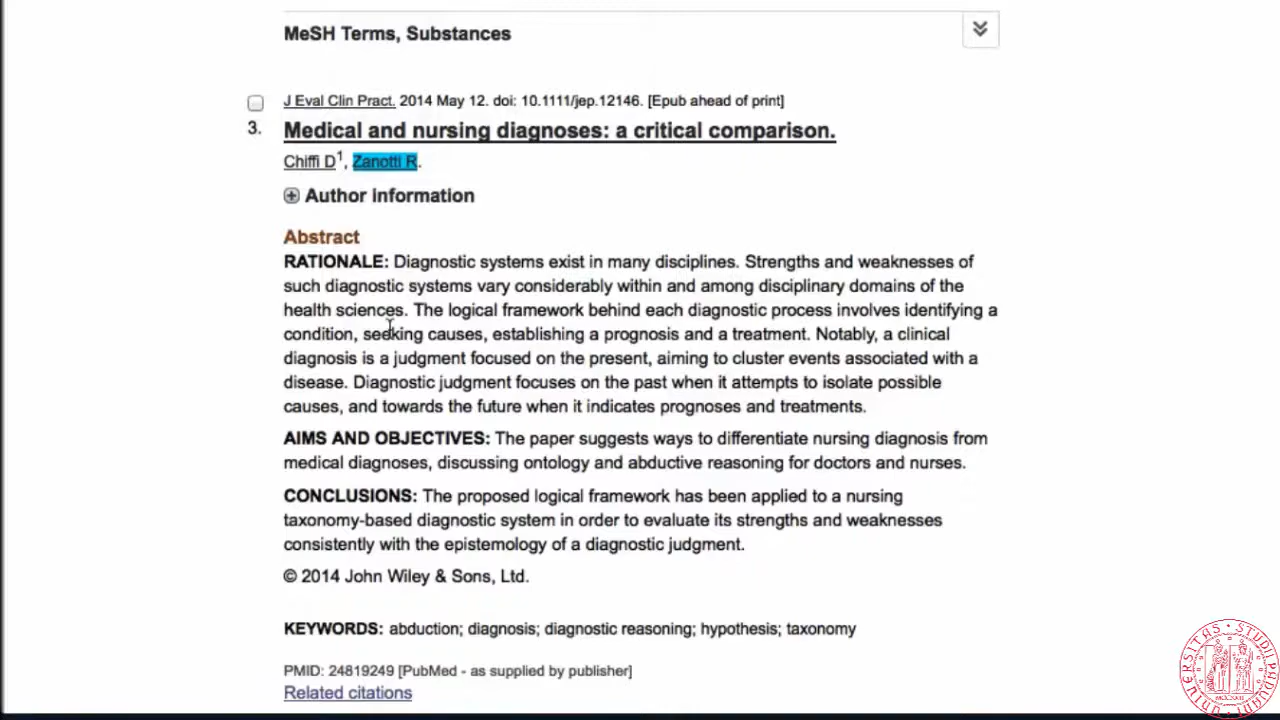 MeSH Terms, Substances
J Eval Clin Pract. 2014 May 12. doi: 10.1111/jep.12146. [Epub ahead of print]
3. Medical and nursing diagnoses: a critical comparison.
Chiffi D1, Zanotti R.
Author information
Abstract
RATIONALE: Diagnostic systems exist in many disciplines. Strengths and weaknesses of
such diagnostic systems vary considerably within and among disciplinary domains of the
health sciences. The logical framework behind each diagnostic process involves identifying a
condition, seeking causes, establishing a prognosis and a treatment. Notably, a clinical
diagnosis is a judgment focused on the present, aiming to cluster events associated with a
disease. Diagnostic judgment focuses on the past when it attempts to isolate possible
causes, and towards the future when it indicates prognoses and treatments.
AIMS AND OBJECTIVES: The paper suggests ways to differentiate nursing diagnosis from
medical diagnoses, discussing ontology and abductive reasoning for doctors and nurses.
CONCLUSIONS: The proposed logical framework has been applied to a nursing
taxonomy-based diagnostic system in order to evaluate its strengths and weaknesses
consistently with the epistemology of a diagnostic judgment.
© 2014 John Wiley & Sons, Ltd.
KEYWORDS: abduction; diagnosis; diagnostic reasoning; hypothesis; taxonomy
PMID: 24819249 [PubMed - as supplied by publisher]
Related citations